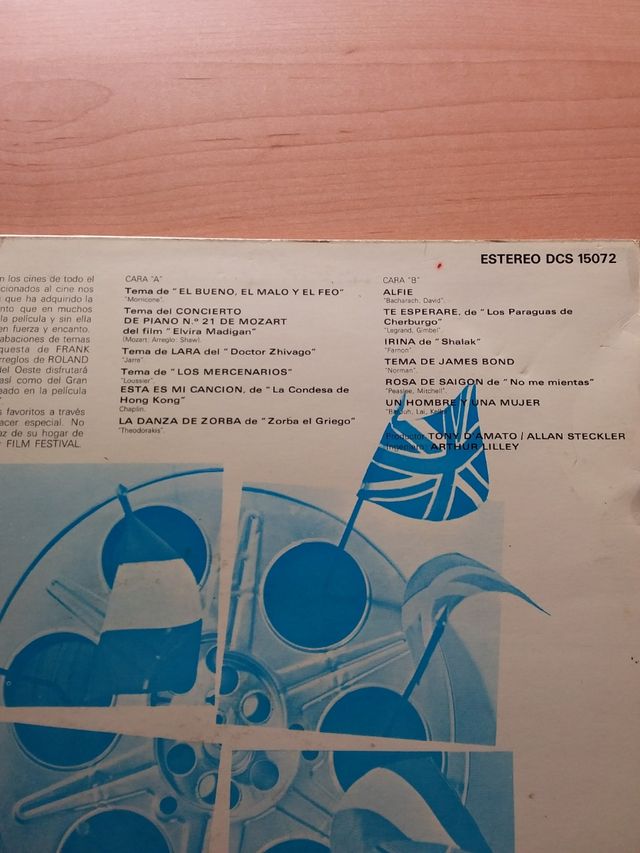 ESTEREO DCS 15072
n los cines de todo el
cionados al cine nos
que ha adquirido la
nto que en muchos
la película y sin ella
en fuerza y encanto.
abaciones de temas
questa de FRANK
rreglos de ROLAND
del Oeste disfrutará
así como del Gran
eado en la película
s favoritos a través
acer especial. No
az de su hogar de
FILM FESTIVAL.
CARA "A"
Tema de "EL BUENO, EL MALO Y EL FEO"
"Morricone".
Tema del CONCIERTO
DE PIANO N.º 21 DE MOZART
del film "Elvira Madigan"
(Mozart: Arreglo: Shaw).
Tema de LARA del "Doctor Zhivago"
"Jarre"
Tema de "LOS MERCENARIOS"
"Loussier".
ESTA ES MI CANCION, de "La Condesa de
Hong Kong"
Chaplin.
LA DANZA DE ZORBA de "Zorba el Griego"
"Theodorakis".
CARA "B"
ALFIE
"Bacharach, David".
TE ESPERARE, de "Los Paraguas de
Cherburgo"
"Legrand, Gimbel".
IRINA de "Shalak"
"Farnon"
TEMA DE JAMES BOND
"Norman".
ROSA DE SAIGON de "No me mientas"
"Peaslee, Mitchell".
UN HOMBRE Y UNA MUJER
Lai,
Productor TONY D'AMATO / ALLAN STECKLER
Ingeniero ARTHUR LILLEY